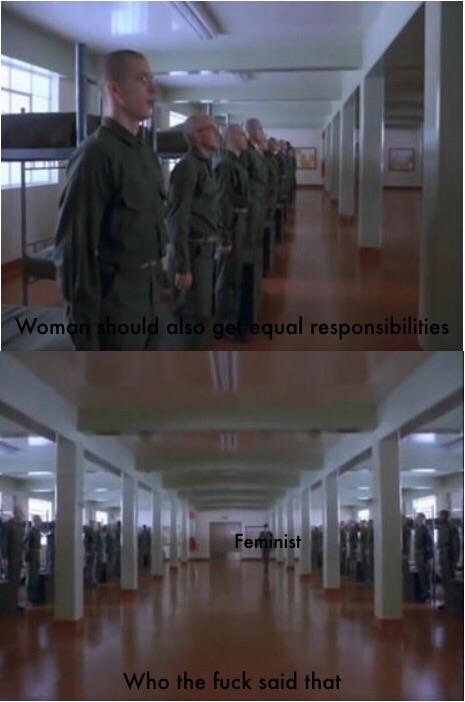 Woman should also get equal responsibilities
Feminist
Who the fuck said that